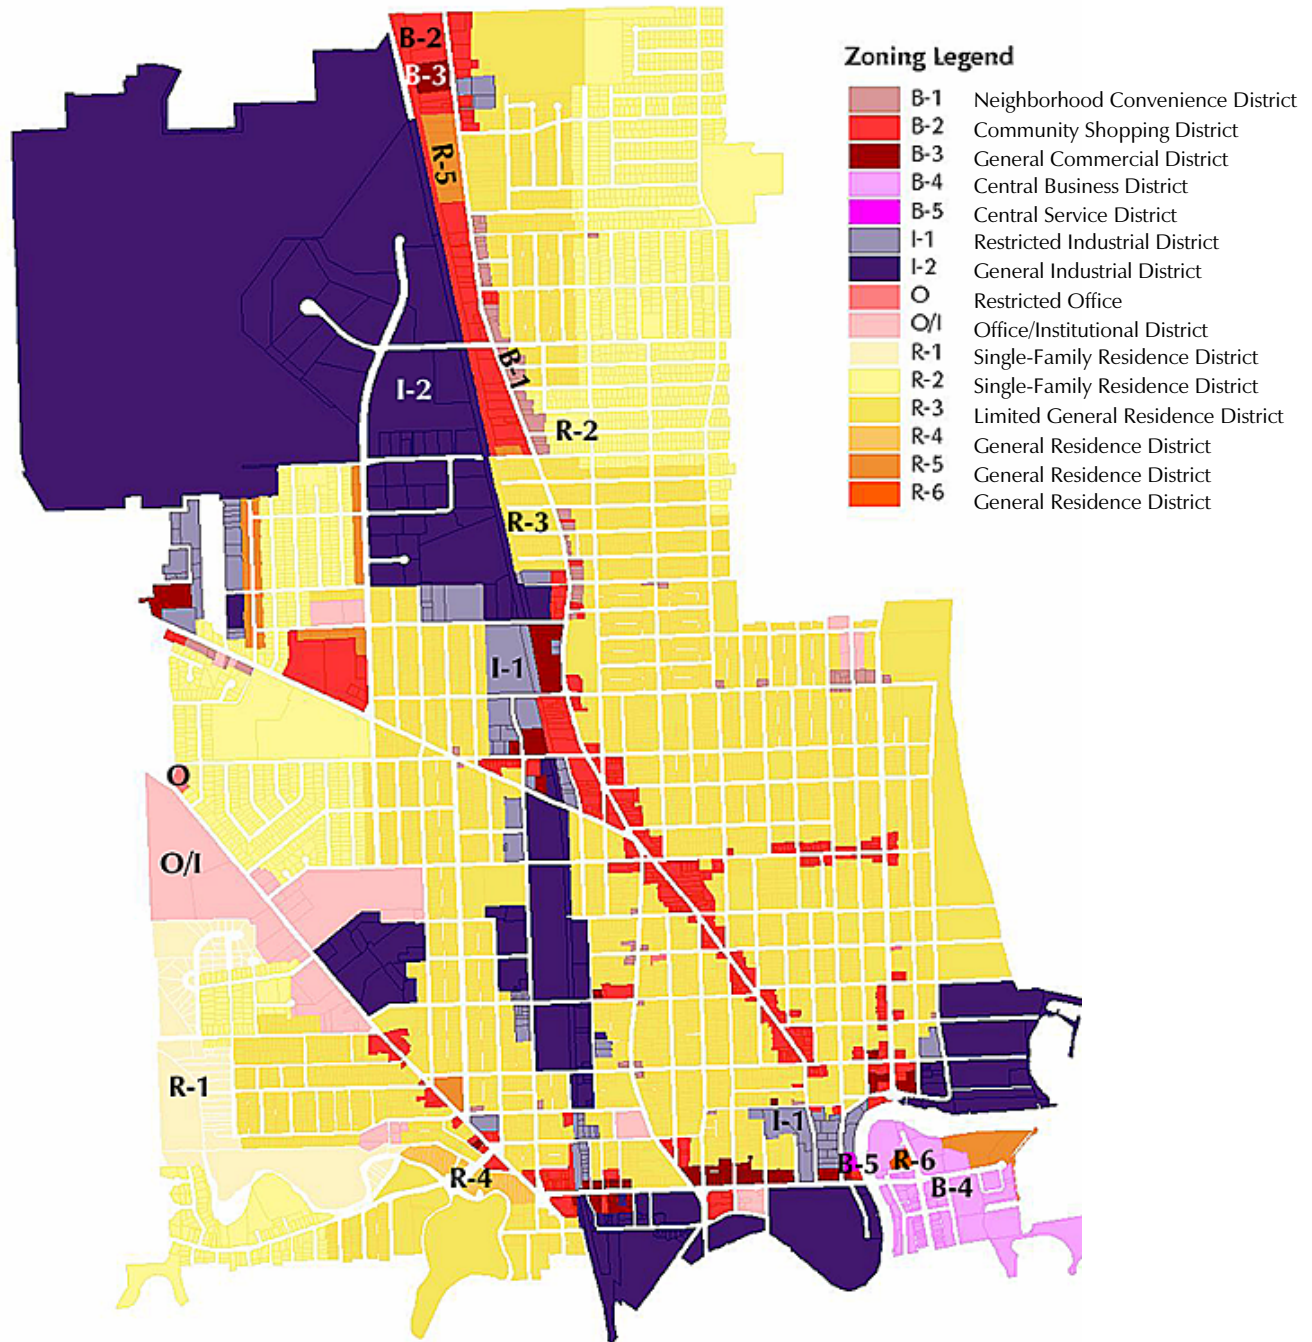 Zoning Legend
B-1 Neighborhood Convenience District
B-2 Community Shopping District
B-3 General Commercial District
B-4 Central Business District
B-5 Central Service District
I-1 Restricted Industrial District
I-2 General Industrial District
O Restricted Office
O/I Office/Institutional District
R-1 Single-Family Residence District
R-2 Single-Family Residence District
R-3 Limited General Residence District
R-4 General Residence District
R-5 General Residence District
R-6 General Residence District
B-2
B-3
R-5
B-1
I-2
R-2
R-3
I-1
O
O/I
R-1
I-1
R-4
B-5
R-6
B-4